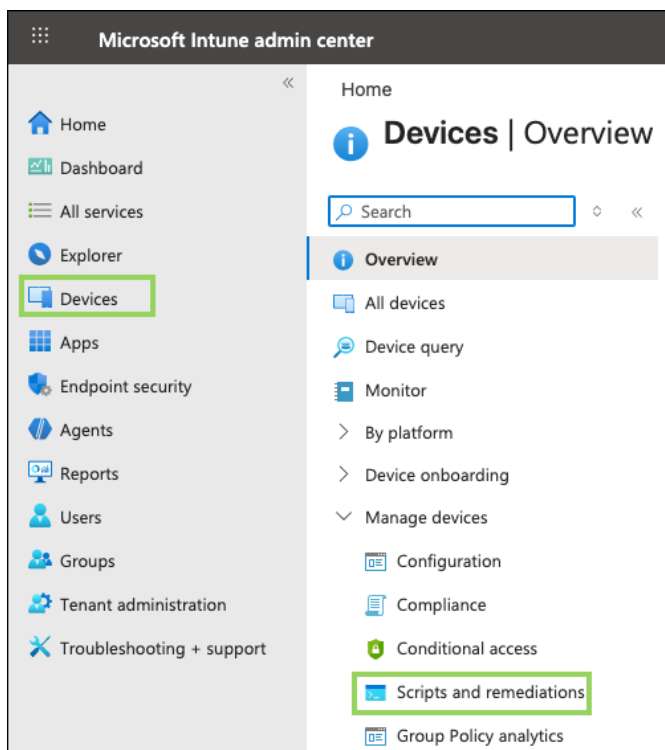 Microsoft Intune admin center
Home
Dashboard
All services
Explorer
Devices
Apps
Endpoint security
Agents
Reports
Users
Groups
Tenant administration
Troubleshooting + support
Home
Devices | Overview
Search
Overview
All devices
Device query
Monitor
By platform
Device onboarding
Manage devices
Configuration
Compliance
Conditional access
Scripts and remediations
Group Policy analytics